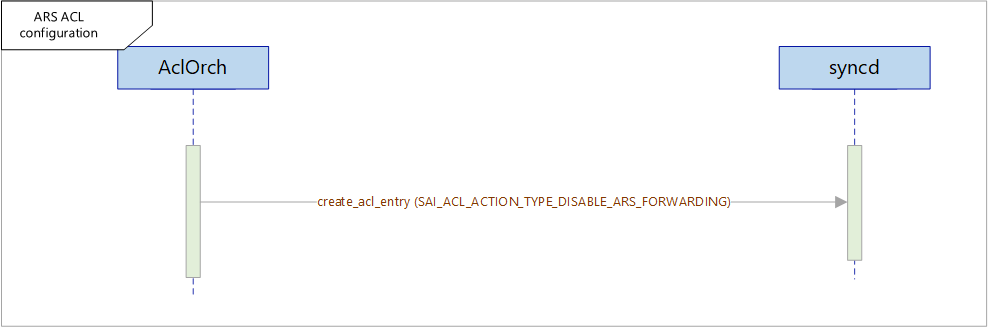 ARS ACL
configuration
AclOrch
syncd
create_acl_entry (SAI_ACL_ACTION_TYPE_DISABLE_ARS_FORWARDING)